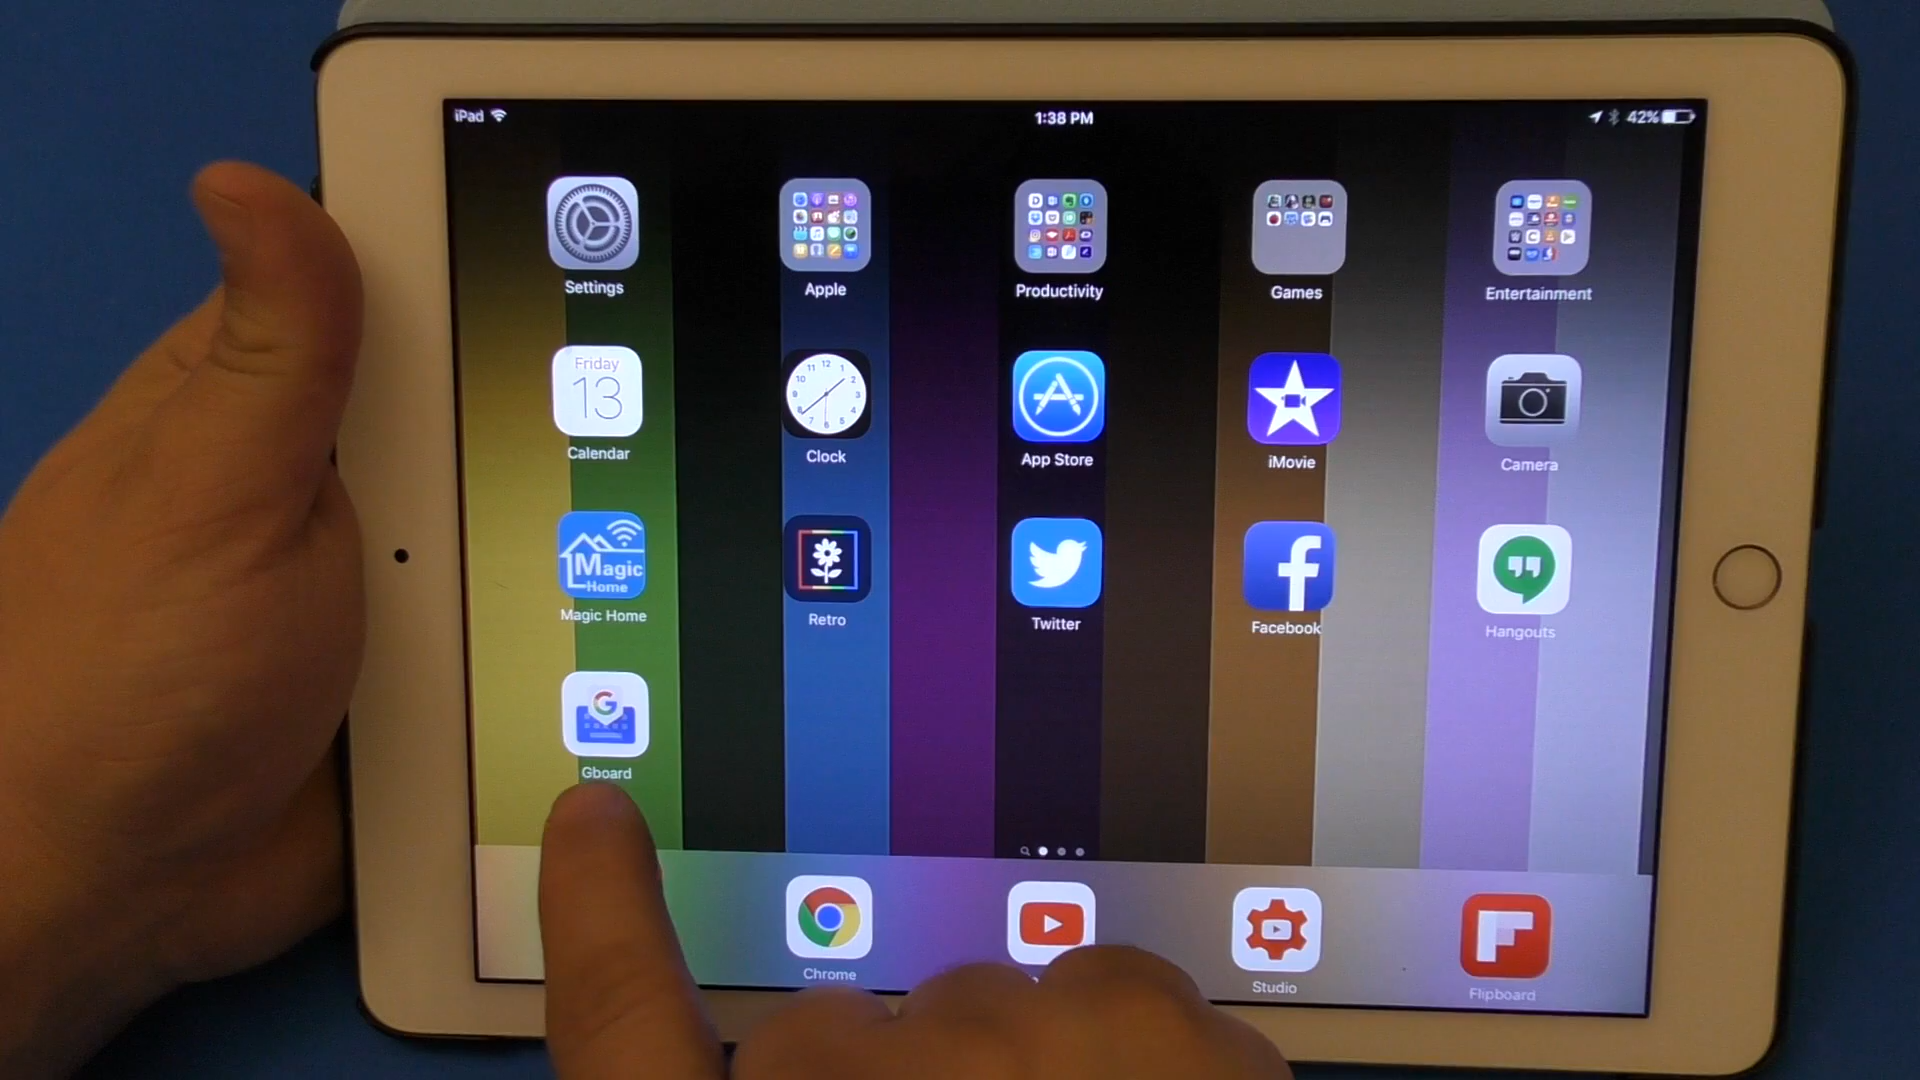 iPad 1:38 PM 42%
Settings Apple Productivity Games Entertainment
Friday
13
Calendar Clock App Store iMovie Camera
Magic
Home
Magic Home Retro Twitter Facebook Hangouts
G
Gboard
Chrome Studio Flipboard